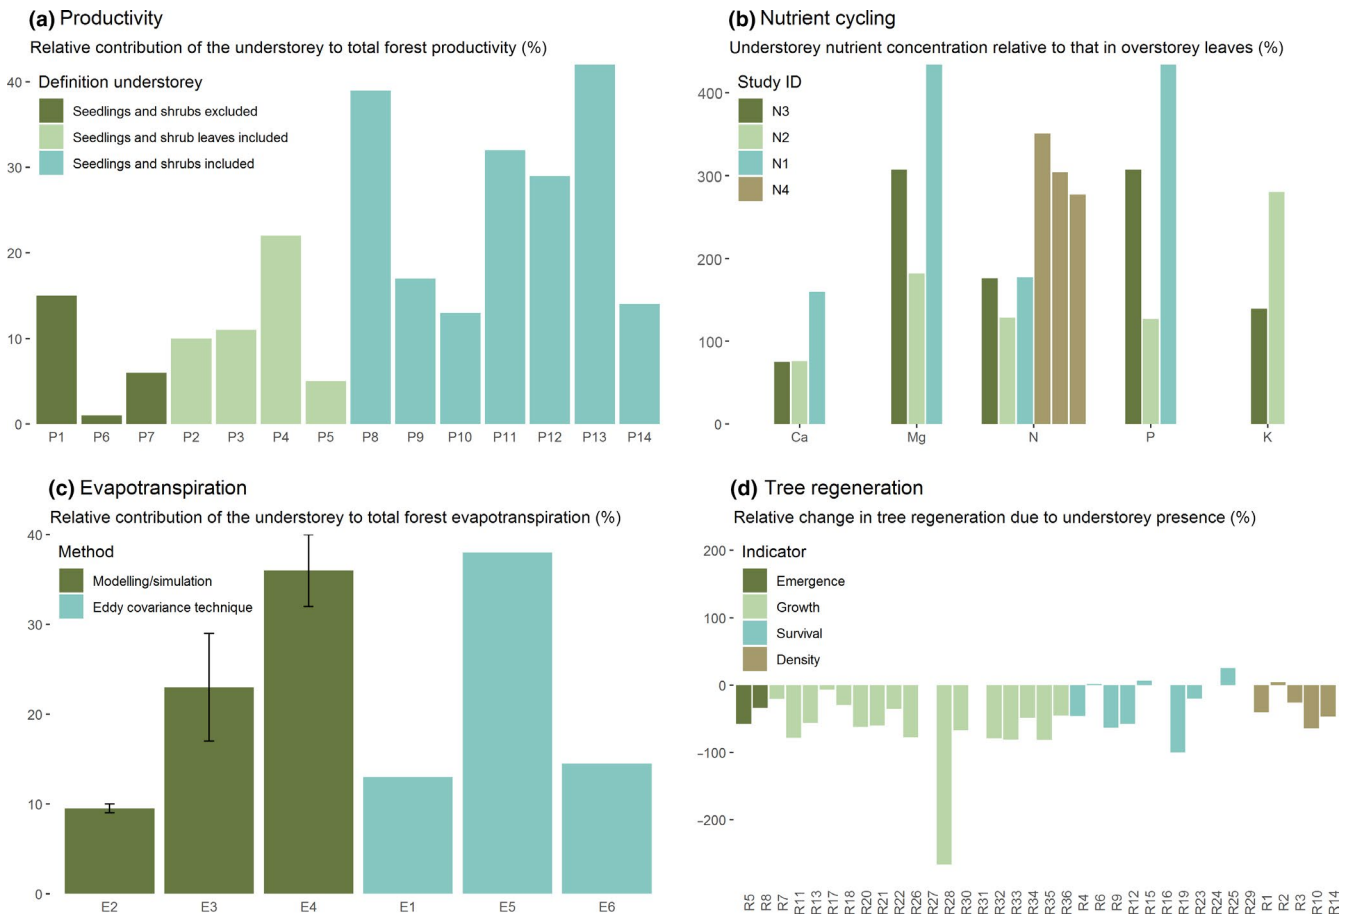 (a) Productivity
Relative contribution of the understorey to total forest productivity (%)
Definition understorey
Seedlings and shrubs excluded
Seedlings and shrub leaves included
Seedlings and shrubs included
40
30
20
10
0
P1 P6 P7 P2 P3 P4 P5 P8 P9 P10 P11 P12 P13 P14
(b) Nutrient cycling
Understorey nutrient concentration relative to that in overstorey leaves (%)
Study ID
N3
N2
N1
N4
400
300
200
100
0
Ca Mg N P K
(c) Evapotranspiration
Relative contribution of the understorey to total forest evapotranspiration (%)
Method
Modelling/simulation
Eddy covariance technique
40
30
20
10
0
E2 E3 E4 E1 E5 E6
(d) Tree regeneration
Relative change in tree regeneration due to understorey presence (%)
Indicator
Emergence
Growth
Survival
Density
200
100
0
−100
−200
R5 R8 R7 R11 R13 R17 R18 R20 R21 R22 R26 R27 R28 R30 R31 R32 R33 R34 R35 R36 R4 R6 R9 R12 R15 R16 R19 R23 R24 R25 R29 R1 R2 R3 R10 R14